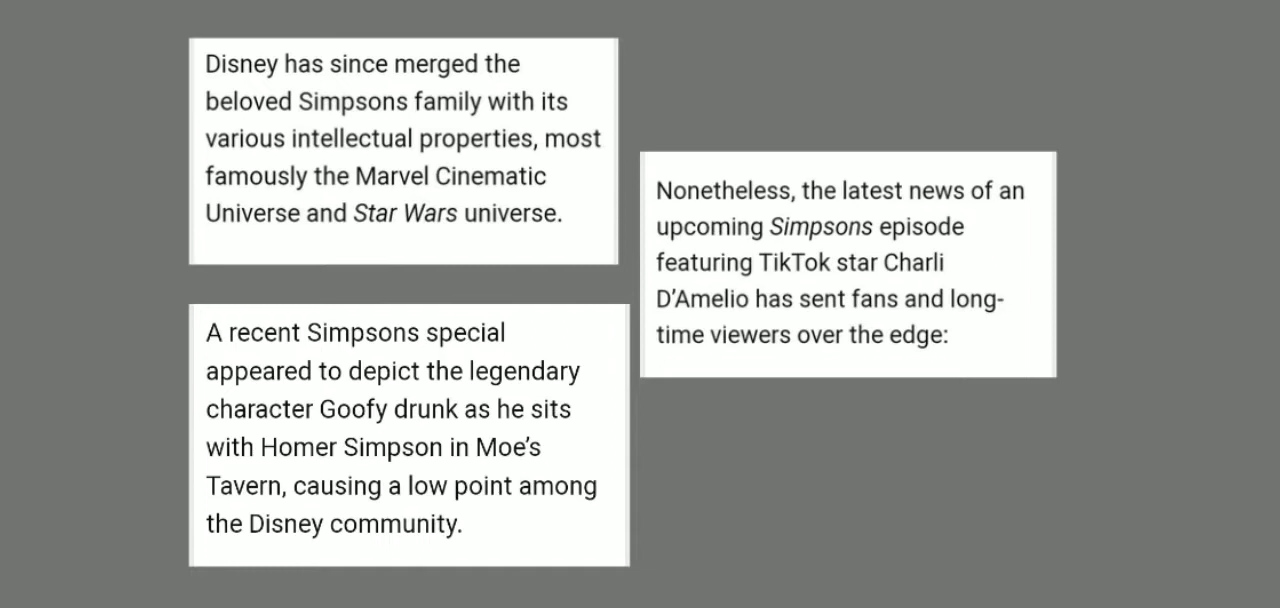 Disney has since merged the
beloved Simpsons family with its
various intellectual properties, most
famously the Marvel Cinematic
Universe and Star Wars universe.
A recent Simpsons special
appeared to depict the legendary
character Goofy drunk as he sits
with Homer Simpson in Moe’s
Tavern, causing a low point among
the Disney community.
Nonetheless, the latest news of an
upcoming Simpsons episode
featuring TikTok star Charli
D’Amelio has sent fans and long-
time viewers over the edge: